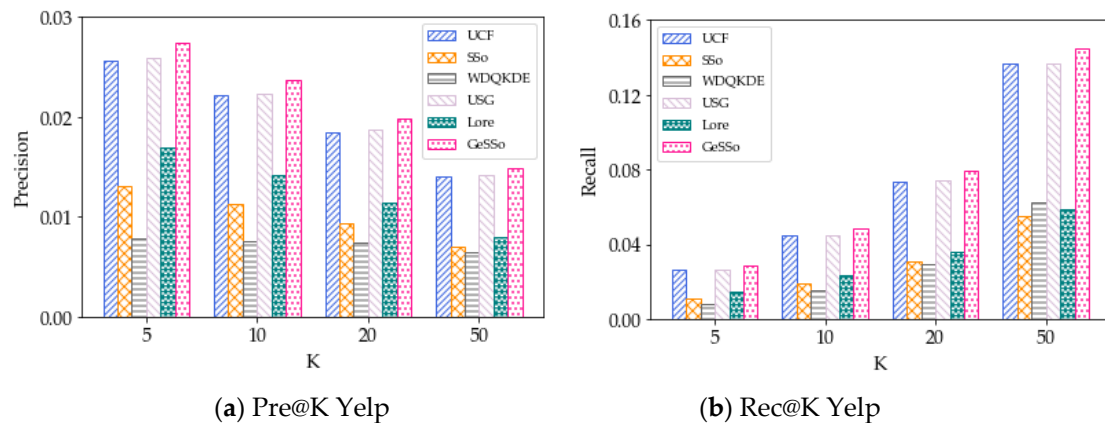 0.03
0.02
0.01
0.00
Precision
5 10 20 50
K
UCF
SSo
WDQKDE
USG
Lore
GeSSo
(a) Pre@K Yelp
0.16
0.12
0.08
0.04
0.00
Recall
5 10 20 50
K
UCF
SSo
WDQKDE
USG
Lore
GeSSo
(b) Rec@K Yelp